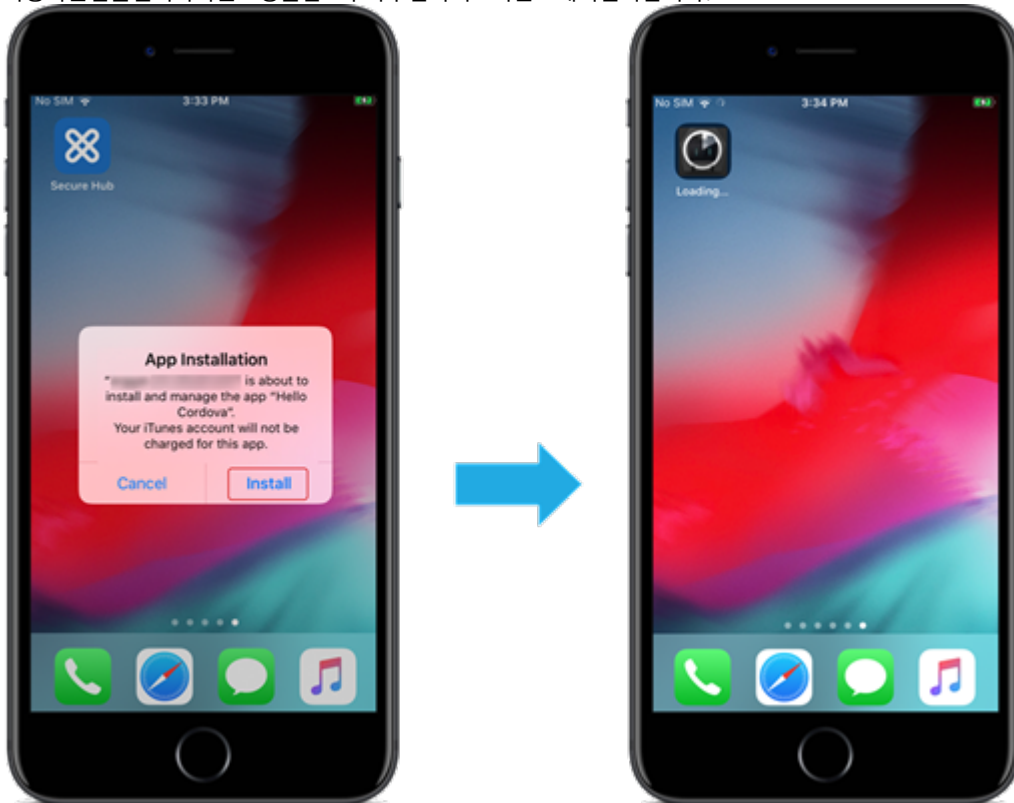 No SIM 3:33 PM
Secure Hub
App Installation
" is about to
install and manage the app "Hello
Cordova".
Your iTunes account will not be
charged for this app.
Cancel Install
No SIM 3:34 PM
Loading...